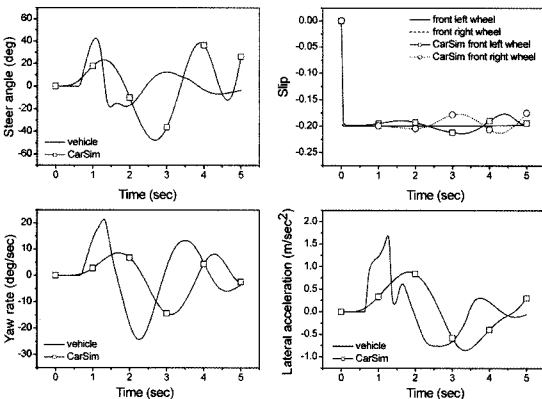 Steer angle (deg)
60
40
20
0
-20
-40
-60
0 1 2 3 4 5
Time (sec)
vehicle
CarSim
Slip
0.00
-0.05
-0.10
-0.15
-0.20
-0.25
0 1 2 3 4 5
Time (sec)
front left wheel
front right wheel
CarSim front left wheel
CarSim front right wheel
Yaw rate (deg/sec)
20
10
0
-10
-20
-30
0 1 2 3 4 5
Time (sec)
vehicle
CarSim
Lateral acceleration (m/sec²)
2.0
1.5
1.0
0.5
0.0
-0.5
-1.0
0 1 2 3 4 5
Time (sec)
vehicle
CarSim